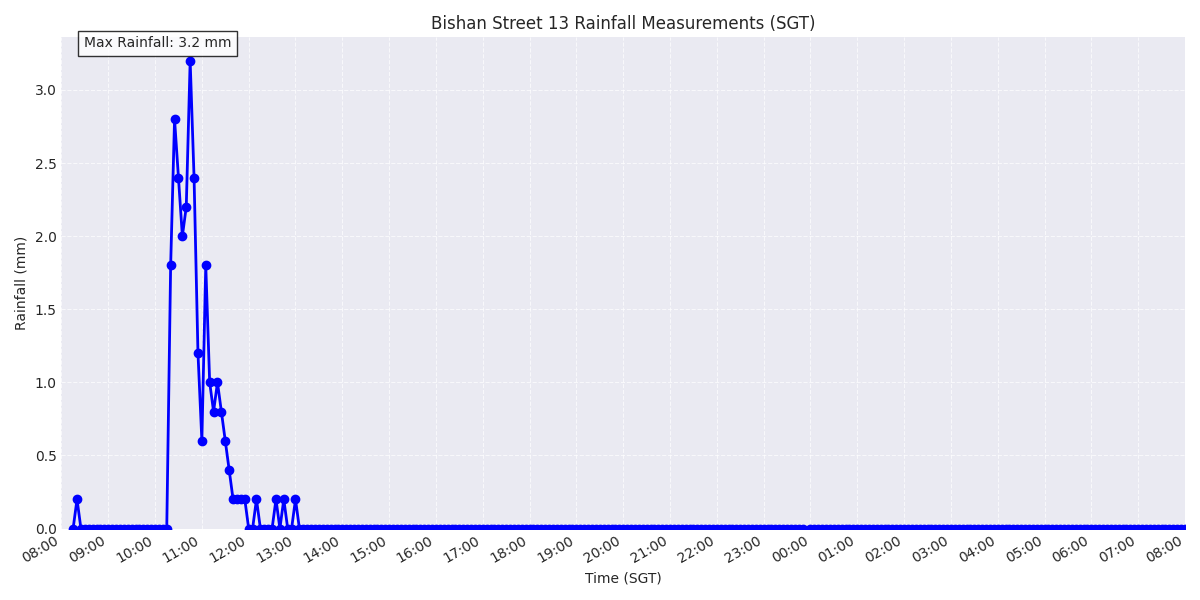 Bishan Street 13 Rainfall Measurements (SGT)
Max Rainfall: 3.2 mm
Rainfall (mm)
3.0
2.5
2.0
1.5
1.0
0.5
0.0
08:00 09:00 10:00 11:00 12:00 13:00 14:00 15:00 16:00 17:00 18:00 19:00 20:00 21:00 22:00 23:00 00:00 01:00 02:00 03:00 04:00 05:00 06:00 07:00 08:00
Time (SGT)